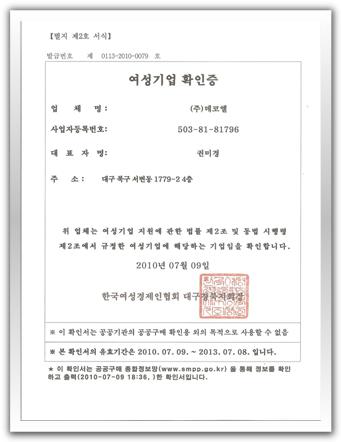 【별지 제2호 서식】
발급번호 제 0113-2010-0079 호
여성기업 확인증
업 체 명 : (주)메코엘
사업자등록번호: 503-81-81796
대 표 자 명: 권미경
주 소 : 대구 북구 서변동 1779-2 4층
위 업체는 여성기업 지원에 관한 법률 제2조 및 동법 시행령
제2조에서 규정한 여성기업에 해당하는 기업임을 확인합니다.
2010년 07월 09일
한국여성경제인협회 대구경북지회장
※ 이 확인서는 공공기관의 공공구매 확인용 외의 목적으로 사용할 수 없음
※ 본 확인서의 유효기간은 2010. 07. 09. ~ 2013. 07. 08. 입니다.
★ 이 확인서는 공공구매 종합정보망(www.smpp.go.kr) 을 통해 정보를 확인
하고 출력(2010-07-09 18:36, )한 확인서입니다.